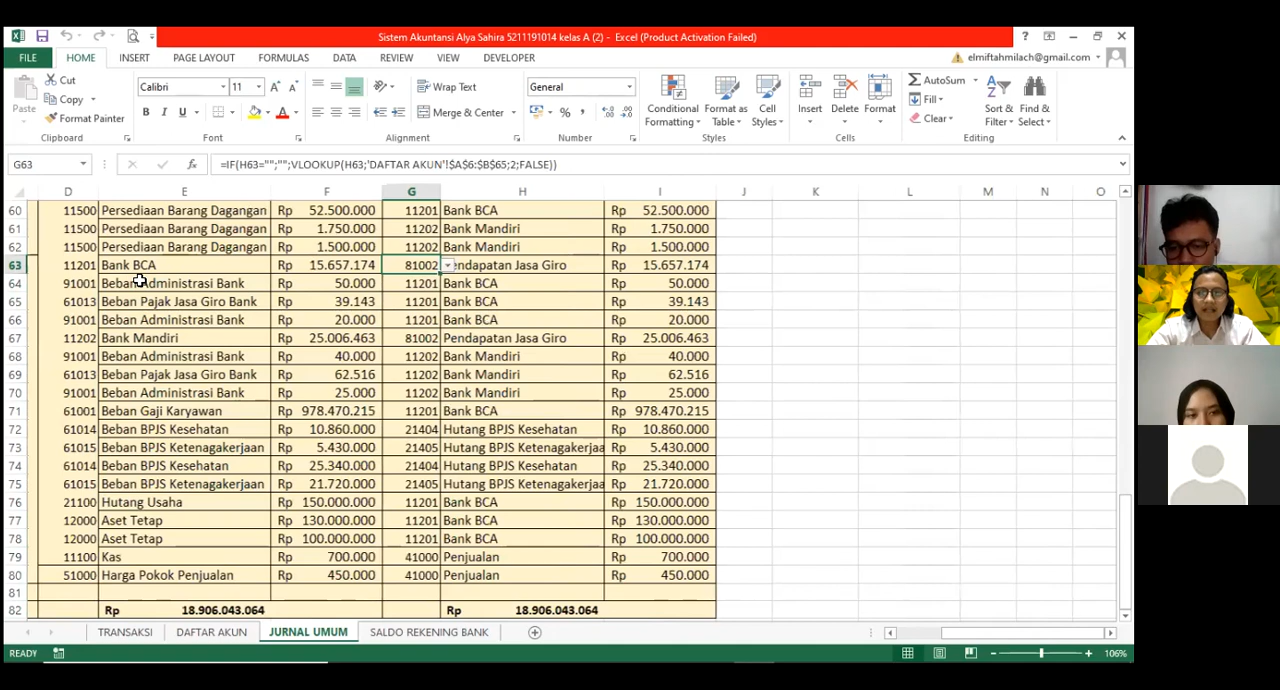 Sistem Akuntansi Alya Sahira 5211191014 kelas A (2) - Excel (Product Activation Failed)
FILE HOME INSERT PAGE LAYOUT FORMULAS DATA REVIEW VIEW DEVELOPER elmiftahmilach@gmail.com
Paste Cut Copy Format Painter
Calibri 11
B I U A
Wrap Text
Merge & Center
General
Conditional Formatting Format as Table Cell Styles
Insert Delete Format
AutoSum Fill Clear
Sort & Filter Find & Select
Clipboard Font Alignment Number Styles Cells Editing
G63 fx =IF(H63="";"";VLOOKUP(H63;'DAFTAR AKUN'!$A$6:$B$65;2;FALSE))
D E F G H I J K L M N O
60 11500 Persediaan Barang Dagangan Rp 52.500.000 11201 Bank BCA Rp 52.500.000
61 11500 Persediaan Barang Dagangan Rp 1.750.000 11202 Bank Mandiri Rp 1.750.000
62 11500 Persediaan Barang Dagangan Rp 1.500.000 11202 Bank Mandiri Rp 1.500.000
63 11201 Bank BCA Rp 15.657.174 81002 Pendapatan Jasa Giro Rp 15.657.174
64 91001 Beban Administrasi Bank Rp 50.000 11201 Bank BCA Rp 50.000
65 61013 Beban Pajak Jasa Giro Bank Rp 39.143 11201 Bank BCA Rp 39.143
66 91001 Beban Administrasi Bank Rp 20.000 11201 Bank BCA Rp 20.000
67 11202 Bank Mandiri Rp 25.006.463 81002 Pendapatan Jasa Giro Rp 25.006.463
68 91001 Beban Administrasi Bank Rp 40.000 11202 Bank Mandiri Rp 40.000
69 61013 Beban Pajak Jasa Giro Bank Rp 62.516 11202 Bank Mandiri Rp 62.516
70 91001 Beban Administrasi Bank Rp 25.000 11202 Bank Mandiri Rp 25.000
71 61001 Beban Gaji Karyawan Rp 978.470.215 11201 Bank BCA Rp 978.470.215
72 61014 Beban BPJS Kesehatan Rp 10.860.000 21404 Hutang BPJS Kesehatan Rp 10.860.000
73 61015 Beban BPJS Ketenagakerjaan Rp 5.430.000 21405 Hutang BPJS Ketenagakerjaa Rp 5.430.000
74 61014 Beban BPJS Kesehatan Rp 25.340.000 21404 Hutang BPJS Kesehatan Rp 25.340.000
75 61015 Beban BPJS Ketenagakerjaan Rp 21.720.000 21405 Hutang BPJS Ketenagakerjaa Rp 21.720.000
76 21100 Hutang Usaha Rp 150.000.000 11201 Bank BCA Rp 150.000.000
77 12000 Aset Tetap Rp 130.000.000 11201 Bank BCA Rp 130.000.000
78 12000 Aset Tetap Rp 100.000.000 11201 Bank BCA Rp 100.000.000
79 11100 Kas Rp 700.000 41000 Penjualan Rp 700.000
80 51000 Harga Pokok Penjualan Rp 450.000 41000 Penjualan Rp 450.000
81
82 Rp 18.906.043.064 Rp 18.906.043.064
TRANSAKSI DAFTAR AKUN JURNAL UMUM SALDO REKENING BANK
READY 106%